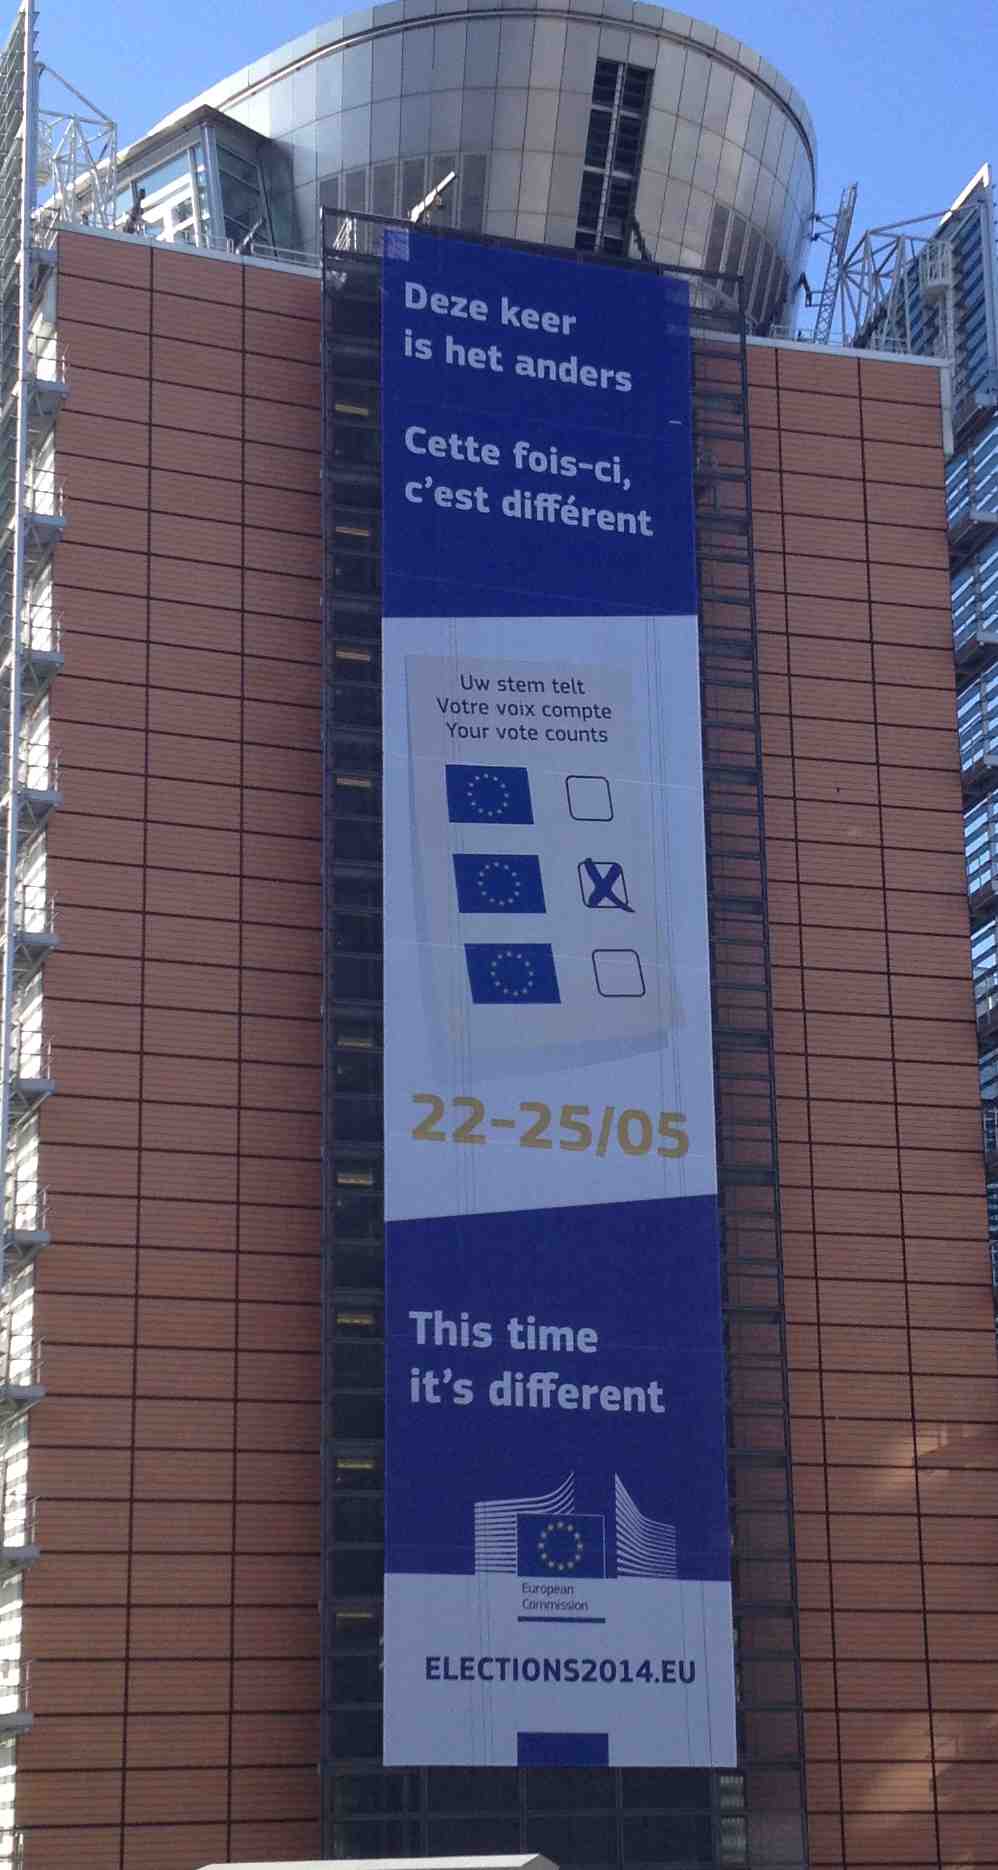 Deze keer
is het anders
Cette fois-ci,
c'est différent
Uw stem telt
Votre voix compte
Your vote counts
22-25/05
This time
it's different
European
Commission
ELECTIONS2014.EU